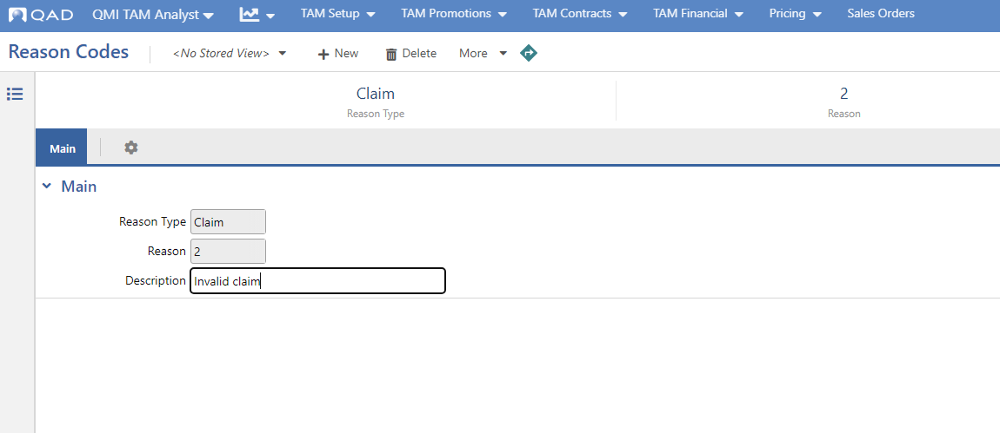 QAD QMI TAM Analyst TAM Setup TAM Promotions TAM Contracts TAM Financial Pricing Sales Orders
Reason Codes <No Stored View> New Delete More
Claim 2
Reason Type Reason
Main
Main
Reason Type Claim
Reason 2
Description Invalid claim